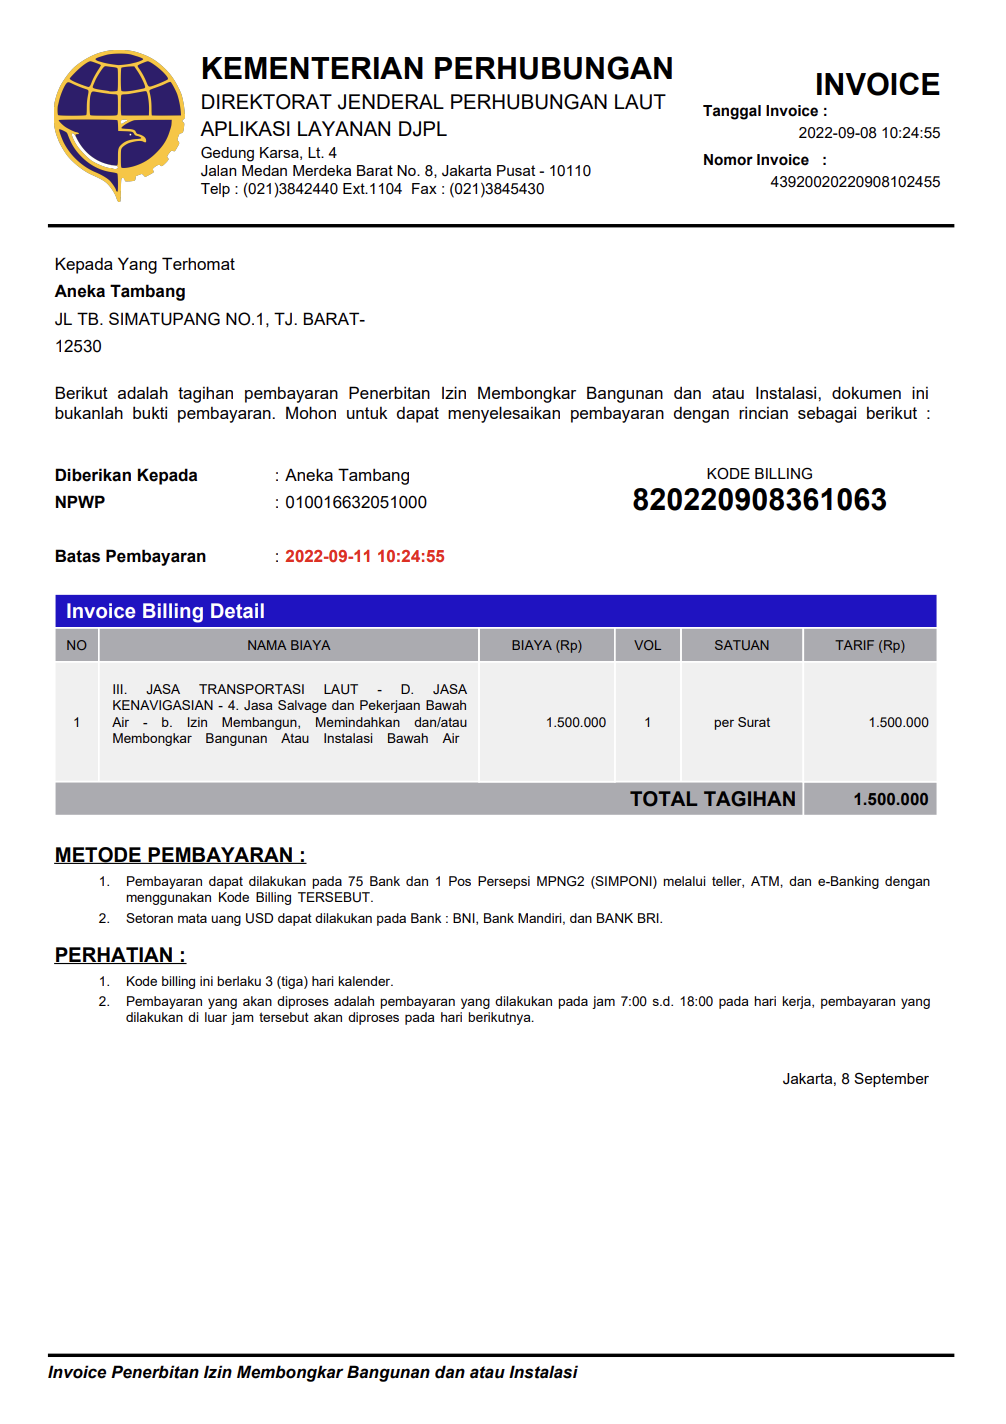 KEMENTERIAN PERHUBUNGAN
DIREKTORAT JENDERAL PERHUBUNGAN LAUT
APLIKASI LAYANAN DJPL
Gedung Karsa, Lt. 4
Jalan Medan Merdeka Barat No. 8, Jakarta Pusat - 10110
Telp : (021)3842440 Ext.1104 Fax : (021)3845430
INVOICE
Tanggal Invoice :
2022-09-08 10:24:55
Nomor Invoice :
43920020220908102455
Kepada Yang Terhomat
Aneka Tambang
JL TB. SIMATUPANG NO.1, TJ. BARAT-
12530
Berikut adalah tagihan pembayaran Penerbitan Izin Membongkar Bangunan dan atau Instalasi, dokumen ini
bukanlah bukti pembayaran. Mohon untuk dapat menyelesaikan pembayaran dengan rincian sebagai berikut :
Diberikan Kepada : Aneka Tambang
NPWP : 010016632051000
KODE BILLING
820220908361063
Batas Pembayaran : 2022-09-11 10:24:55
Invoice Billing Detail
NO NAMA BIAYA BIAYA (Rp) VOL SATUAN TARIF (Rp)
III. JASA TRANSPORTASI LAUT - D. JASA
KENAVIGASIAN - 4. Jasa Salvage dan Pekerjaan Bawah
1 Air - b. Izin Membangun, Memindahkan dan/atau 1.500.000 1 per Surat 1.500.000
Membongkar Bangunan Atau Instalasi Bawah Air
TOTAL TAGIHAN 1.500.000
METODE PEMBAYARAN :
1. Pembayaran dapat dilakukan pada 75 Bank dan 1 Pos Persepsi MPNG2 (SIMPONI) melalui teller, ATM, dan e-Banking dengan
menggunakan Kode Billing TERSEBUT.
2. Setoran mata uang USD dapat dilakukan pada Bank : BNI, Bank Mandiri, dan BANK BRI.
PERHATIAN :
1. Kode billing ini berlaku 3 (tiga) hari kalender.
2. Pembayaran yang akan diproses adalah pembayaran yang dilakukan pada jam 7:00 s.d. 18:00 pada hari kerja, pembayaran yang
dilakukan di luar jam tersebut akan diproses pada hari berikutnya.
Jakarta, 8 September
Invoice Penerbitan Izin Membongkar Bangunan dan atau Instalasi